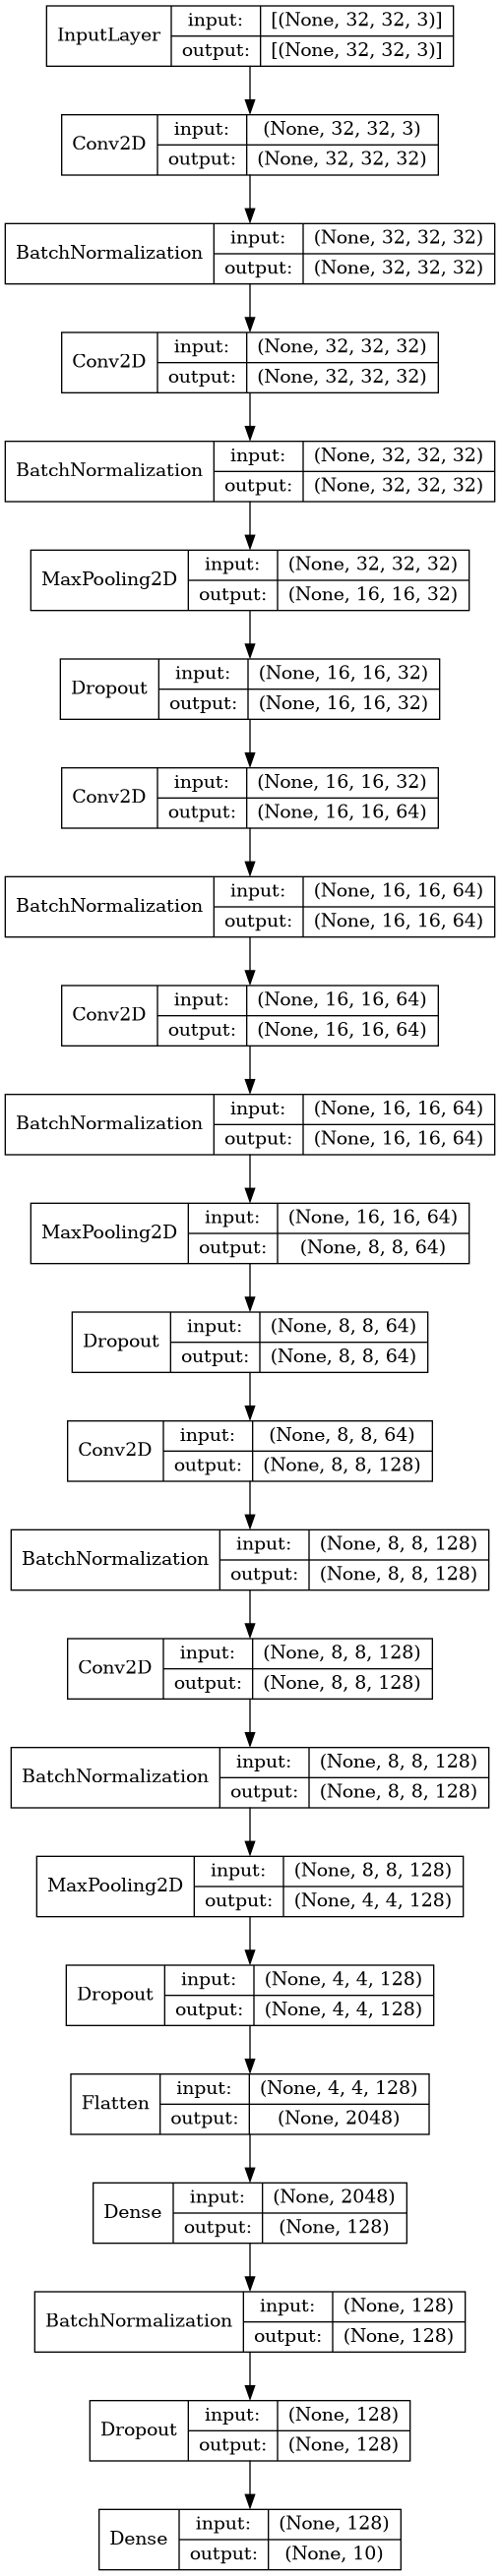 InputLayer input: [(None, 32, 32, 3)]
output: [(None, 32, 32, 3)]
Conv2D input: (None, 32, 32, 3)
output: (None, 32, 32, 32)
BatchNormalization input: (None, 32, 32, 32)
output: (None, 32, 32, 32)
Conv2D input: (None, 32, 32, 32)
output: (None, 32, 32, 32)
BatchNormalization input: (None, 32, 32, 32)
output: (None, 32, 32, 32)
MaxPooling2D input: (None, 32, 32, 32)
output: (None, 16, 16, 32)
Dropout input: (None, 16, 16, 32)
output: (None, 16, 16, 32)
Conv2D input: (None, 16, 16, 32)
output: (None, 16, 16, 64)
BatchNormalization input: (None, 16, 16, 64)
output: (None, 16, 16, 64)
Conv2D input: (None, 16, 16, 64)
output: (None, 16, 16, 64)
BatchNormalization input: (None, 16, 16, 64)
output: (None, 16, 16, 64)
MaxPooling2D input: (None, 16, 16, 64)
output: (None, 8, 8, 64)
Dropout input: (None, 8, 8, 64)
output: (None, 8, 8, 64)
Conv2D input: (None, 8, 8, 64)
output: (None, 8, 8, 128)
BatchNormalization input: (None, 8, 8, 128)
output: (None, 8, 8, 128)
Conv2D input: (None, 8, 8, 128)
output: (None, 8, 8, 128)
BatchNormalization input: (None, 8, 8, 128)
output: (None, 8, 8, 128)
MaxPooling2D input: (None, 8, 8, 128)
output: (None, 4, 4, 128)
Dropout input: (None, 4, 4, 128)
output: (None, 4, 4, 128)
Flatten input: (None, 4, 4, 128)
output: (None, 2048)
Dense input: (None, 2048)
output: (None, 128)
BatchNormalization input: (None, 128)
output: (None, 128)
Dropout input: (None, 128)
output: (None, 128)
Dense input: (None, 128)
output: (None, 10)